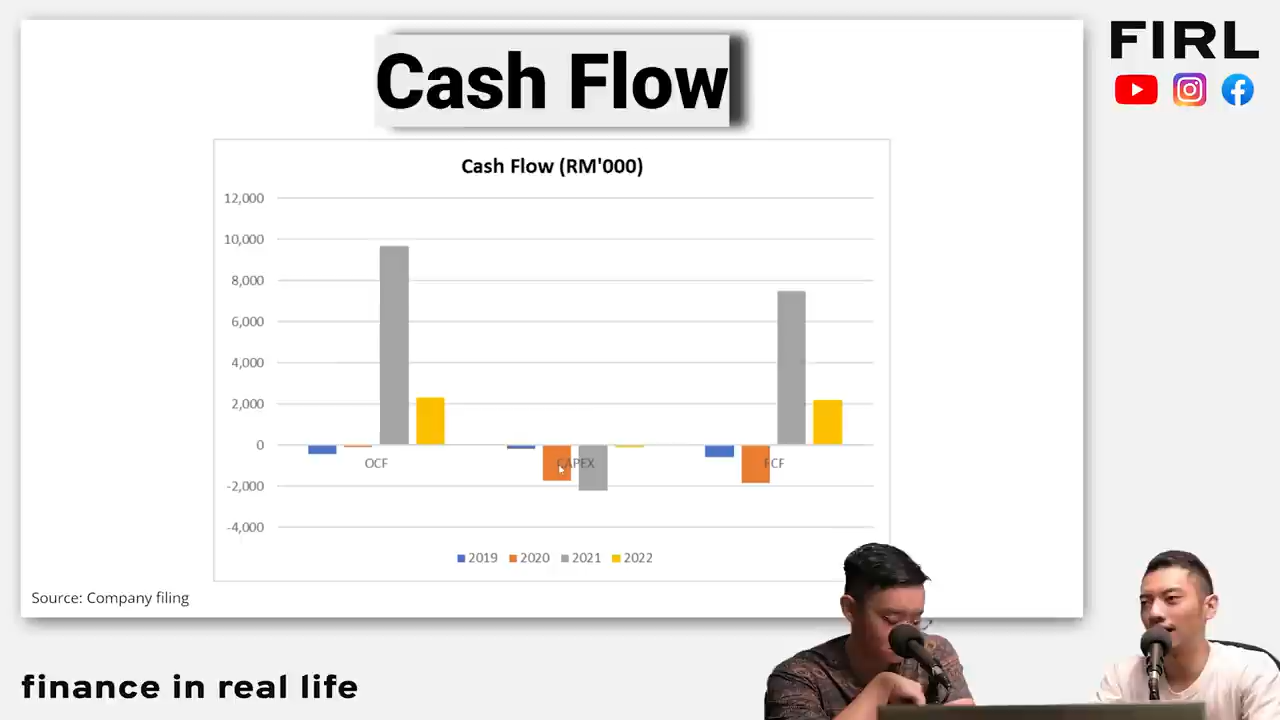 Cash Flow
FIRL
Cash Flow (RM'000)
12,000
10,000
8,000
6,000
4,000
2,000
0
-2,000
-4,000
OCF
CAPEX
FCF
2019
2020
2021
2022
Source: Company filing
finance in real life